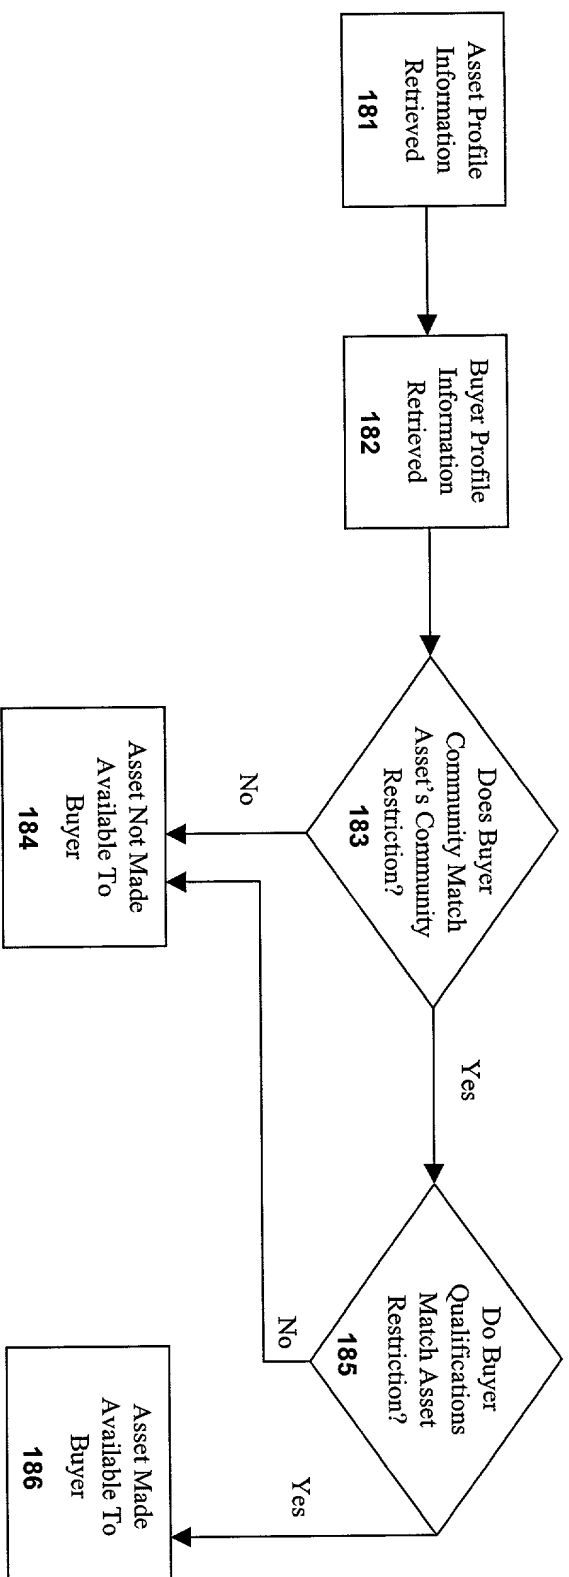 Asset Profile
Information
Retrieved
181
Buyer Profile
Information
Retrieved
182
Does Buyer
Community Match
Asset's Community
Restriction?
183
No
Yes
Asset Not Made
Available To
Buyer
184
Do Buyer
Qualifications
Match Asset
Restriction?
185
No
Yes
Asset Made
Available To
Buyer
186